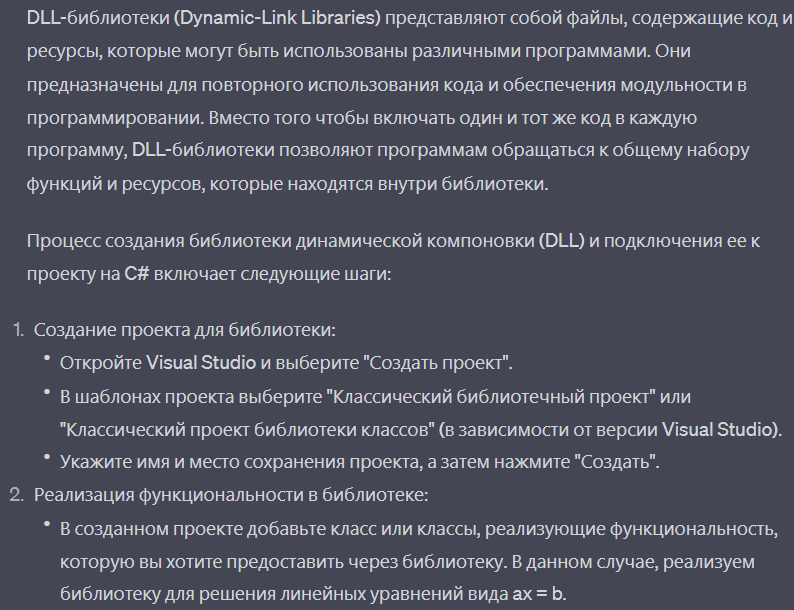 DLL-библиотеки (Dynamic-Link Libraries) представляют собой файлы, содержащие код и
ресурсы, которые могут быть использованы различными программами. Они
предназначены для повторного использования кода и обеспечения модульности в
программировании. Вместо того чтобы включать один и тот же код в каждую
программу, DLL-библиотеки позволяют программам обращаться к общему набору
функций и ресурсов, которые находятся внутри библиотеки.
Процесс создания библиотеки динамической компоновки (DLL) и подключения ее к
проекту на C# включает следующие шаги:
1. Создание проекта для библиотеки:
• Откройте Visual Studio и выберите "Создать проект".
• В шаблонах проекта выберите "Классический библиотечный проект" или
"Классический проект библиотеки классов" (в зависимости от версии Visual Studio).
• Укажите имя и место сохранения проекта, а затем нажмите "Создать".
2. Реализация функциональности в библиотеке:
• В созданном проекте добавьте класс или классы, реализующие функциональность,
которую вы хотите предоставить через библиотеку. В данном случае, реализуем
библиотеку для решения линейных уравнений вида ax = b.